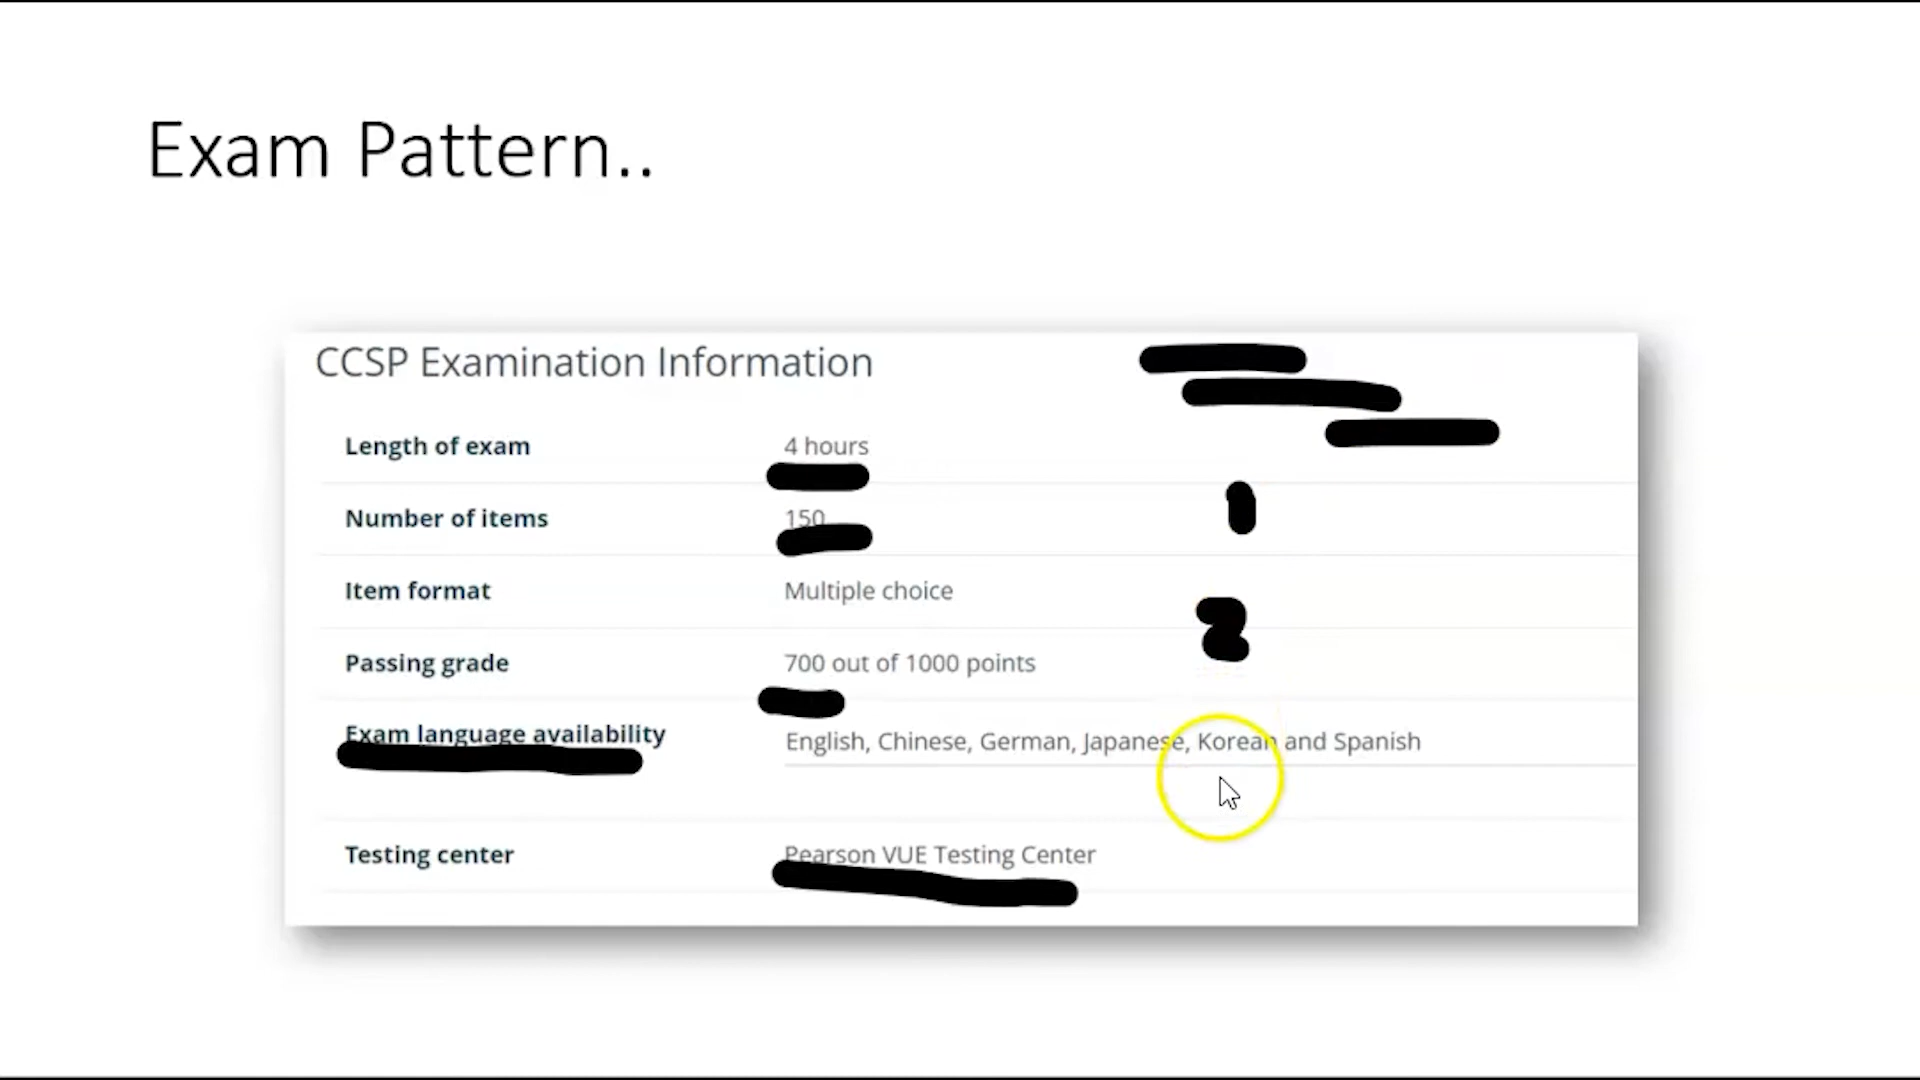 Exam Pattern..
CCSP Examination Information
Length of exam 4 hours
Number of items 150
Item format Multiple choice
Passing grade 700 out of 1000 points
Exam language availability English, Chinese, German, Japanese, Korean and Spanish
Testing center Pearson VUE Testing Center